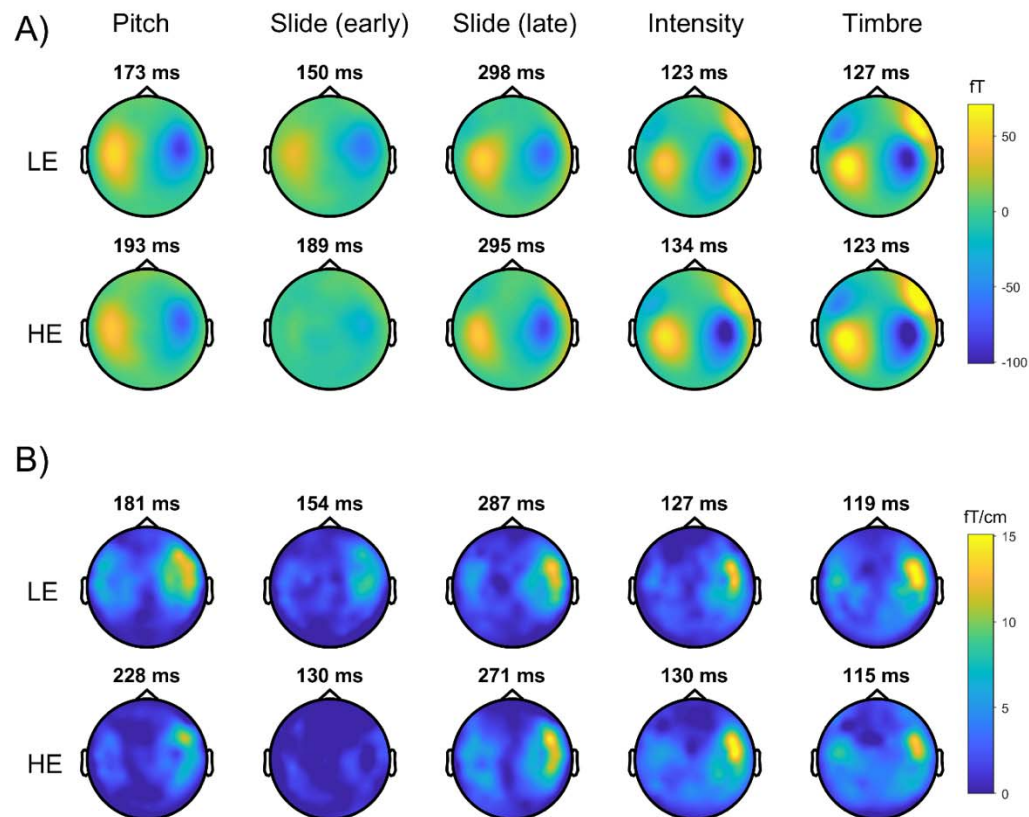 A)
Pitch Slide (early) Slide (late) Intensity Timbre
173 ms 150 ms 298 ms 123 ms 127 ms
fT
LE
50
0
193 ms 189 ms 295 ms 134 ms 123 ms
-50
HE
-100
B)
181 ms 154 ms 287 ms 127 ms 119 ms
fT/cm
15
LE
10
228 ms 130 ms 271 ms 130 ms 115 ms
5
HE
0